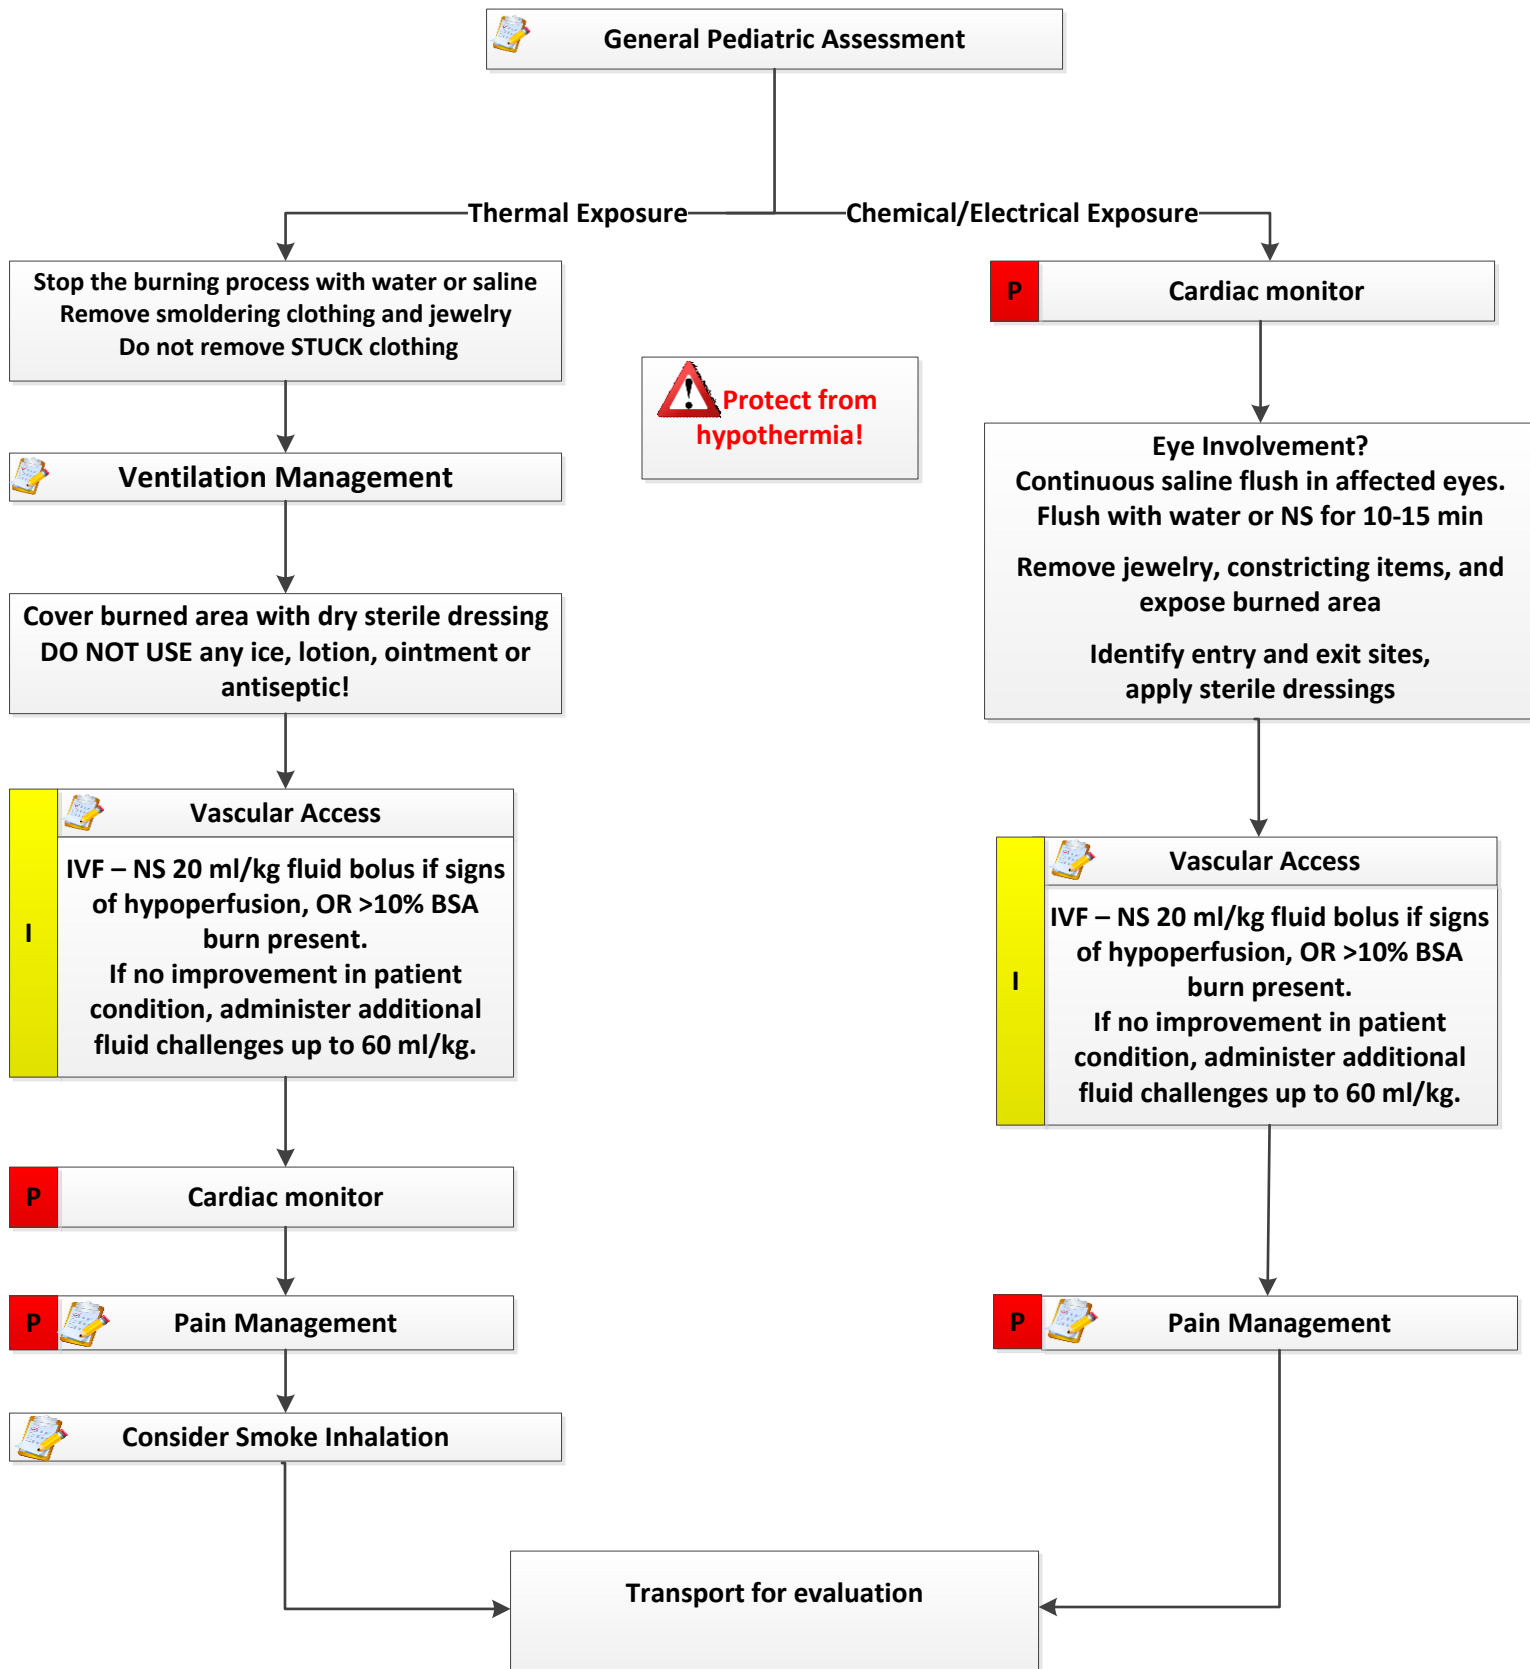 General Pediatric Assessment
Thermal Exposure
Chemical/Electrical Exposure
Stop the burning process with water or saline
Remove smoldering clothing and jewelry
Do not remove STUCK clothing
P
Cardiac monitor
Protect from
hypothermia!
Ventilation Management
Eye Involvement?
Continuous saline flush in affected eyes.
Flush with water or NS for 10-15 min
Remove jewelry, constricting items, and
expose burned area
Identify entry and exit sites,
apply sterile dressings
Cover burned area with dry sterile dressing
DO NOT USE any ice, lotion, ointment or
antiseptic!
I
Vascular Access
IVF – NS 20 ml/kg fluid bolus if signs
of hypoperfusion, OR >10% BSA
burn present.
If no improvement in patient
condition, administer additional
fluid challenges up to 60 ml/kg.
I
Vascular Access
IVF – NS 20 ml/kg fluid bolus if signs
of hypoperfusion, OR >10% BSA
burn present.
If no improvement in patient
condition, administer additional
fluid challenges up to 60 ml/kg.
P
Cardiac monitor
P
Pain Management
P
Pain Management
Consider Smoke Inhalation
Transport for evaluation